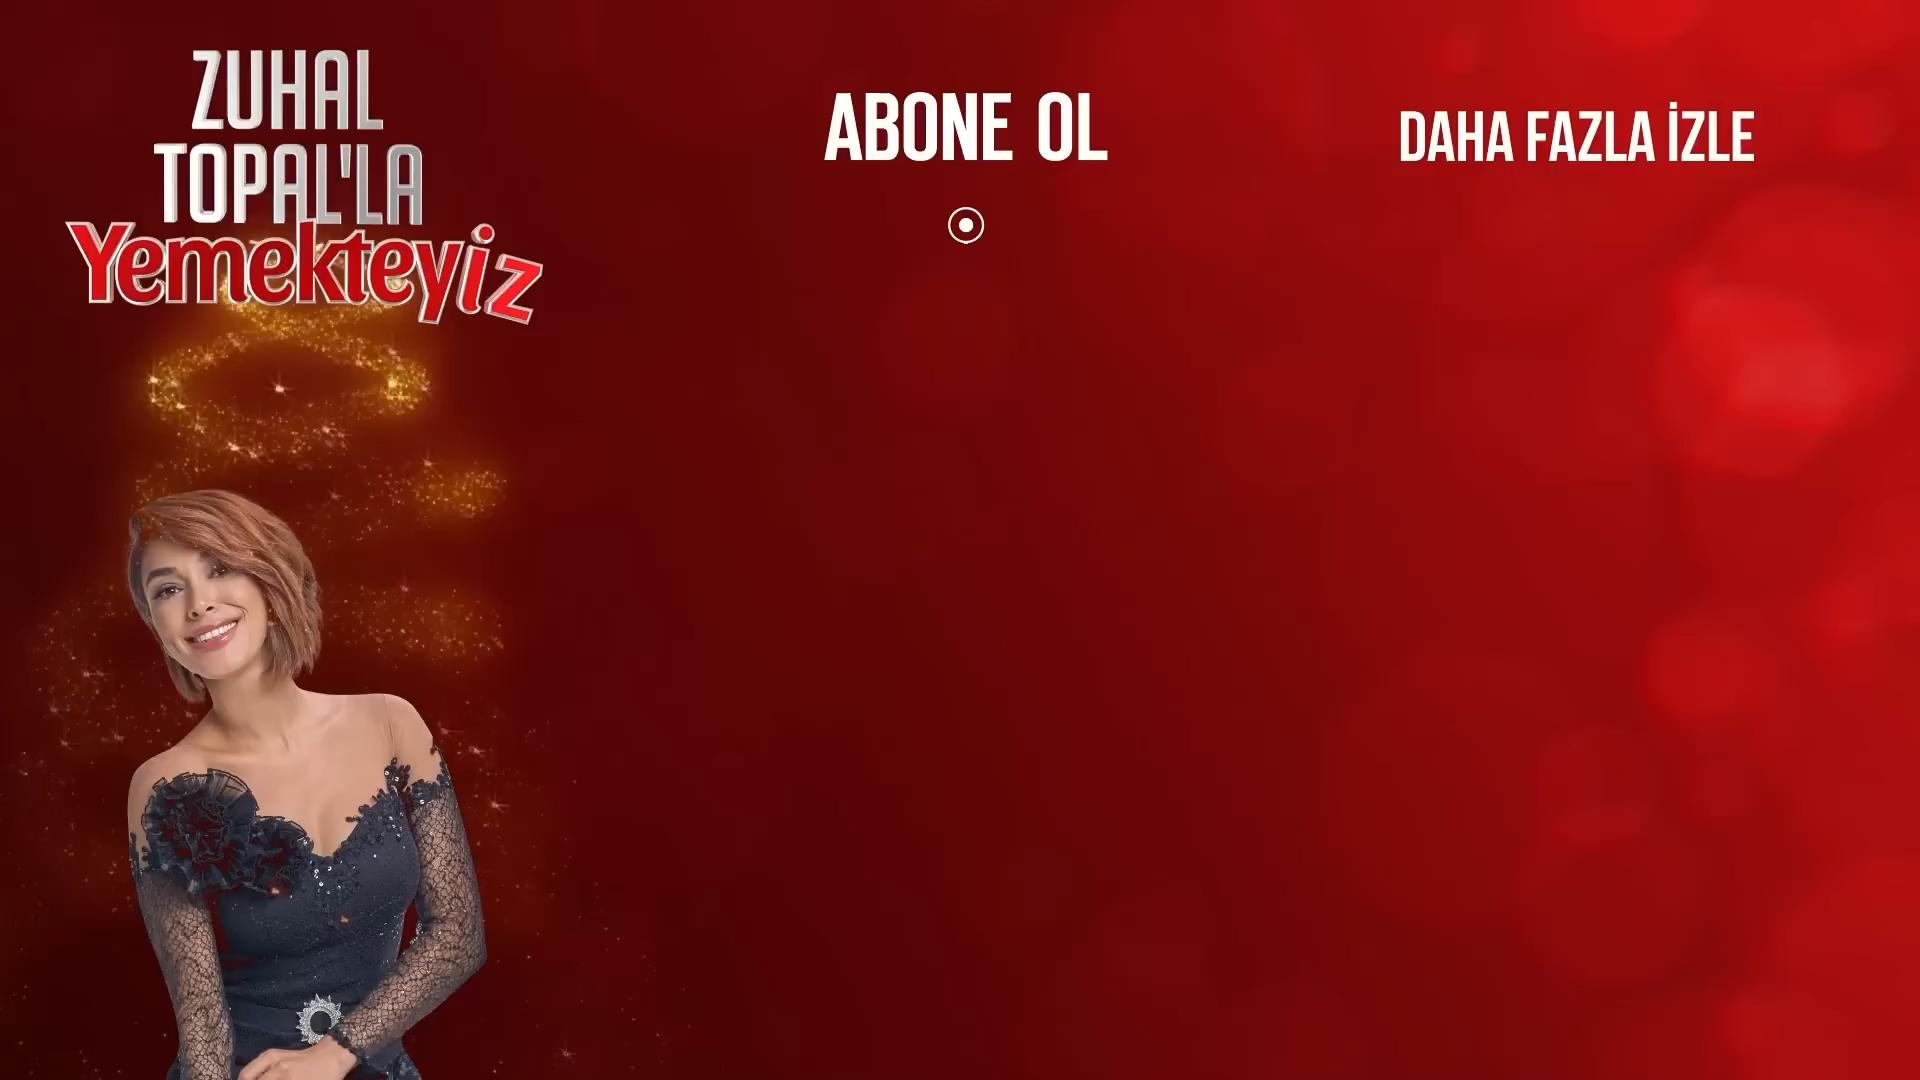 ZUHAL
TOPAL'LA
Yemekteyiz
ABONE OL
DAHA FAZLA İZLE